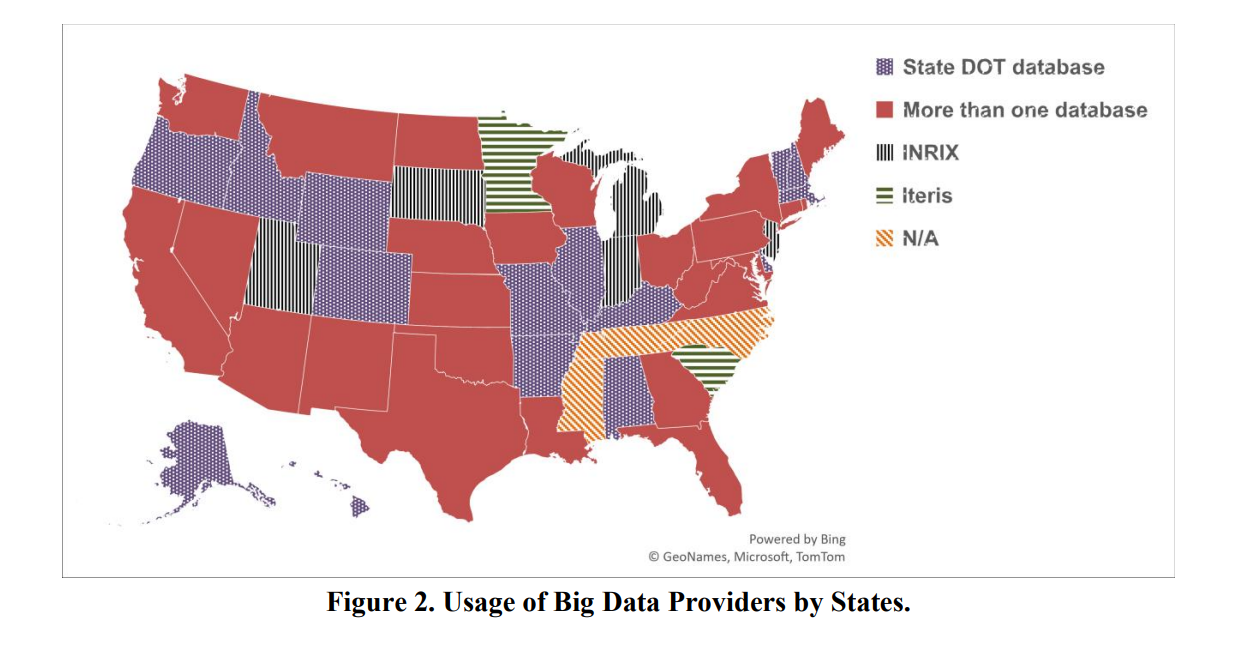 State DOT database
More than one database
INRIX
Iteris
N/A
Powered by Bing
© GeoNames, Microsoft, TomTom
Figure 2. Usage of Big Data Providers by States.